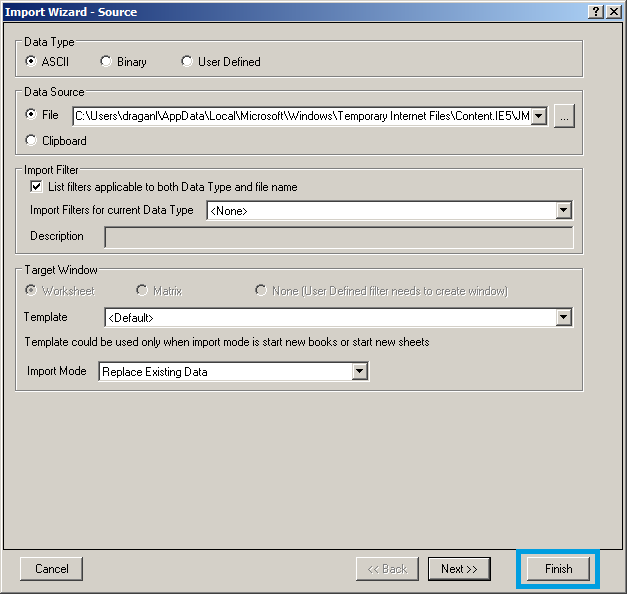 Import Wizard - Source
Data Type
ASCII Binary User Defined
Data Source
File C:\Users\draganl\AppData\Local\Microsoft\Windows\Temporary Internet Files\Content.IE5\JM ...
Clipboard
Import Filter
List filters applicable to both Data Type and file name
Import Filters for current Data Type <None>
Description
Target Window
Worksheet Matrix None (User Defined filter needs to create window)
Template <Default>
Template could be used only when import mode is start new books or start new sheets
Import Mode Replace Existing Data
Cancel << Back Next >> Finish